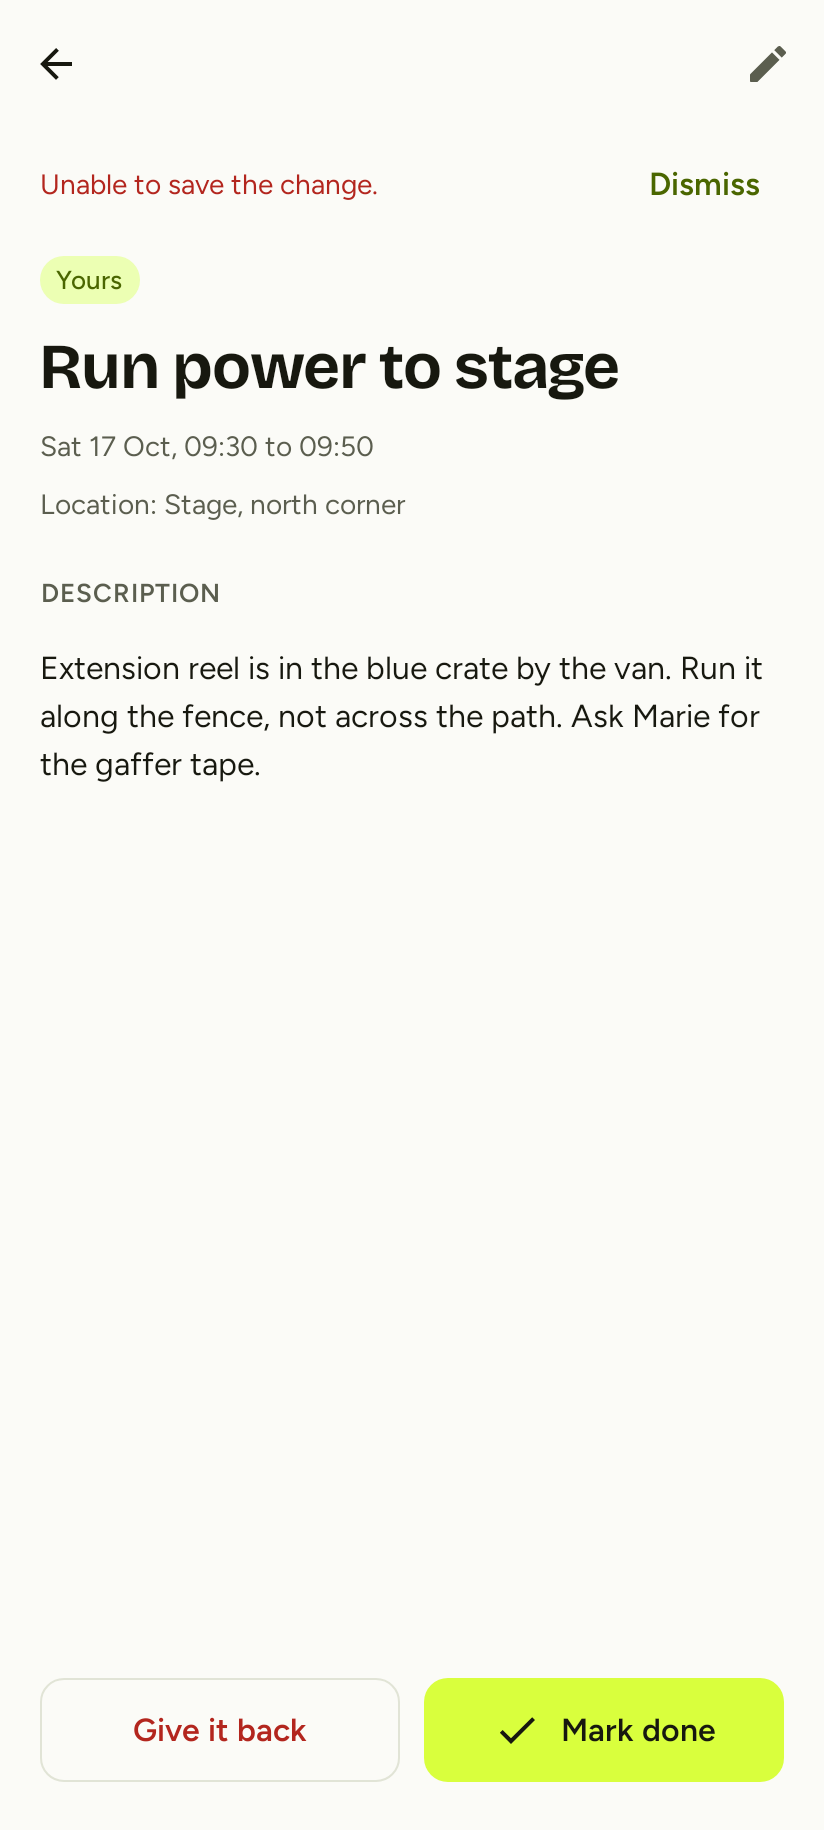 Unable to save the change.
Dismiss
Yours
Run power to stage
Sat 17 Oct, 09:30 to 09:50
Location: Stage, north corner
DESCRIPTION
Extension reel is in the blue crate by the van. Run it
along the fence, not across the path. Ask Marie for
the gaffer tape.
Give it back
Mark done